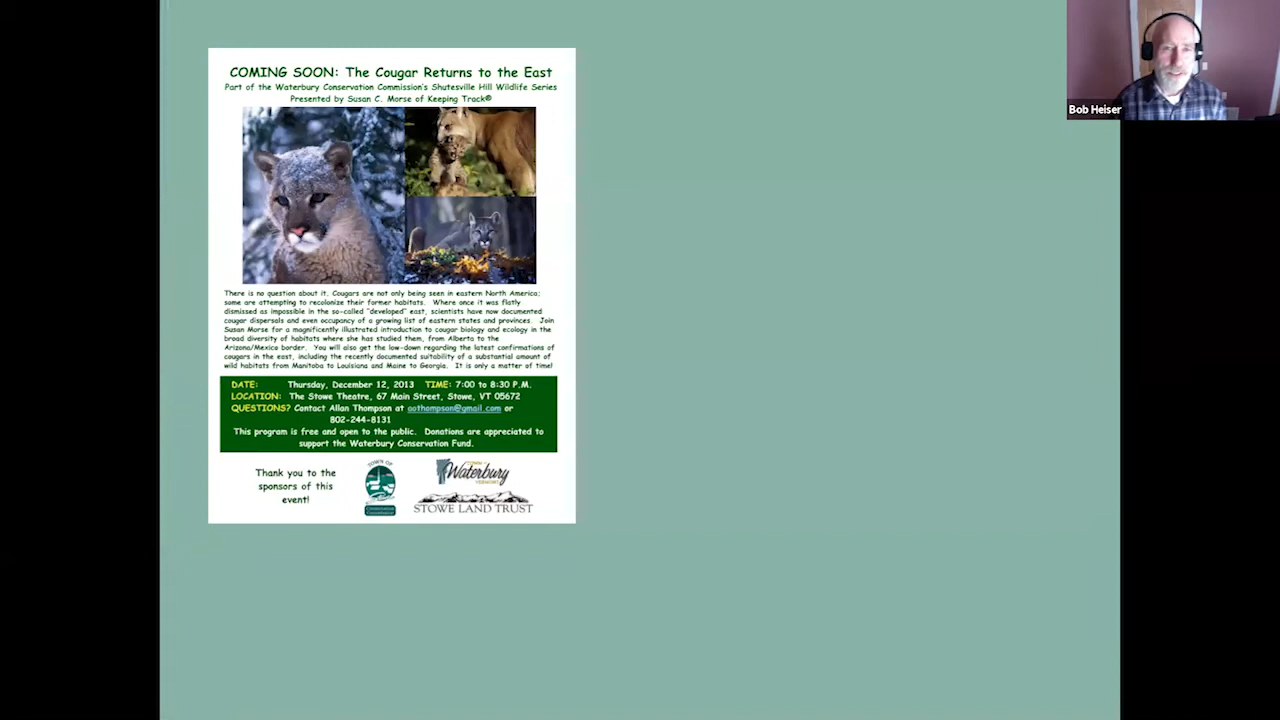 COMING SOON: The Cougar Returns to the East
Part of the Waterbury Conservation Commission's Shutesville Hill Wildlife Series
Presented by Susan C. Morse of Keeping Track®
There is no question about it. Cougars are not only being seen in eastern North America;
some are attempting to recolonize their former habitats. Where once it was flatly
dismissed as impossible in the so-called "developed" east, scientists have now documented
cougar dispersals and even occupancy of a growing list of eastern states and provinces. Join
Susan Morse for a magnificently illustrated introduction to cougar biology and ecology in the
broad diversity of habitats where she has studied them, from Alberta to the
Arizona/Mexico border. You will also get the low-down regarding the latest confirmations of
cougars in the east, including the recently documented suitability of a substantial amount of
wild habitats from Manitoba to Louisiana and Maine to Georgia. It is only a matter of time!
DATE: Thursday, December 12, 2013 TIME: 7:00 to 8:30 P.M.
LOCATION: The Stowe Theatre, 67 Main Street, Stowe, VT 05672
QUESTIONS? Contact Allan Thompson at aothompson@gmail.com or
802-244-8131
This program is free and open to the public. Donations are appreciated to
support the Waterbury Conservation Fund.
Thank you to the
sponsors of this
event!
TOWN OF
Waterbury
VERMONT
STOWE LAND TRUST
Bob Heiser